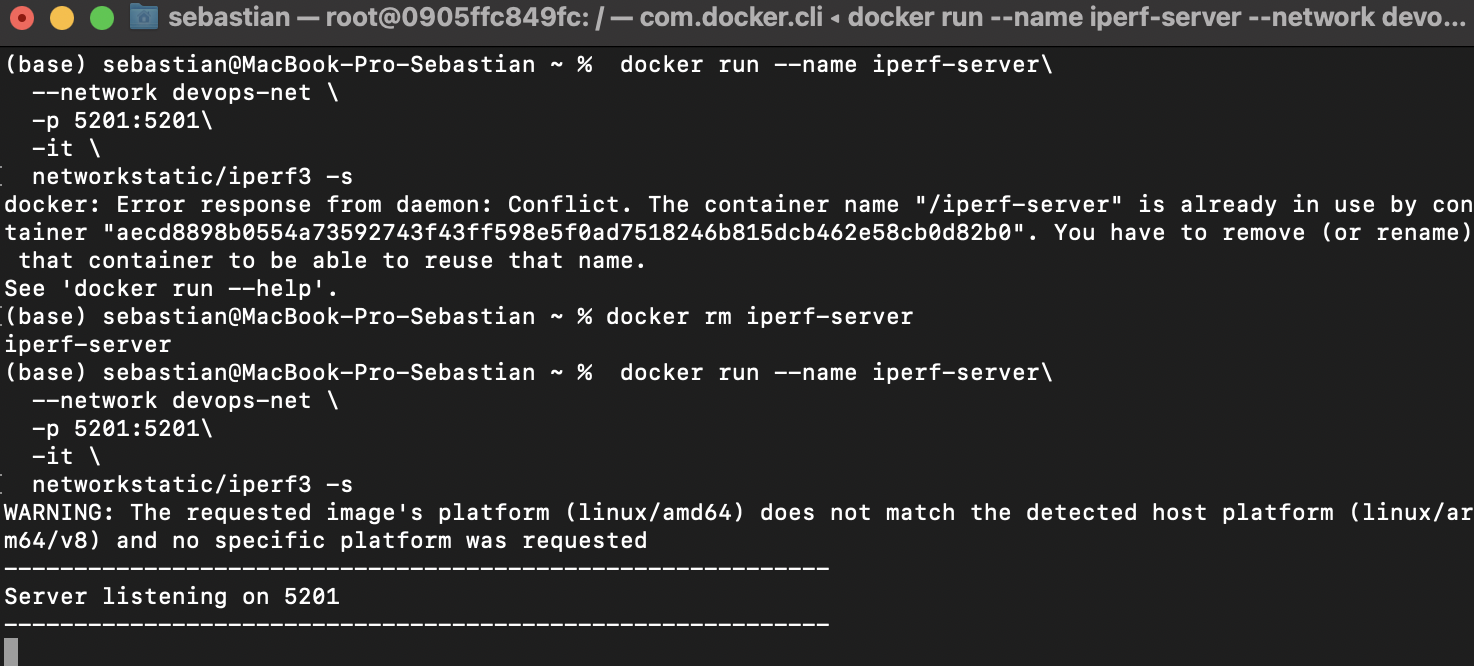 sebastian — root@0905ffc849fc: / — com.docker.cli ◂ docker run --name iperf-server --network devo...
(base) sebastian@MacBook-Pro-Sebastian ~ %  docker run --name iperf-server\
  --network devops-net \
  -p 5201:5201\
  -it \
  networkstatic/iperf3 -s
docker: Error response from daemon: Conflict. The container name "/iperf-server" is already in use by con
tainer "aecd8898b0554a73592743f43ff598e5f0ad7518246b815dcb462e58cb0d82b0". You have to remove (or rename)
 that container to be able to reuse that name.
See 'docker run --help'.
(base) sebastian@MacBook-Pro-Sebastian ~ % docker rm iperf-server
iperf-server
(base) sebastian@MacBook-Pro-Sebastian ~ %  docker run --name iperf-server\
  --network devops-net \
  -p 5201:5201\
  -it \
  networkstatic/iperf3 -s
WARNING: The requested image's platform (linux/amd64) does not match the detected host platform (linux/ar
m64/v8) and no specific platform was requested
-----------------------------------------------------------
Server listening on 5201
-----------------------------------------------------------